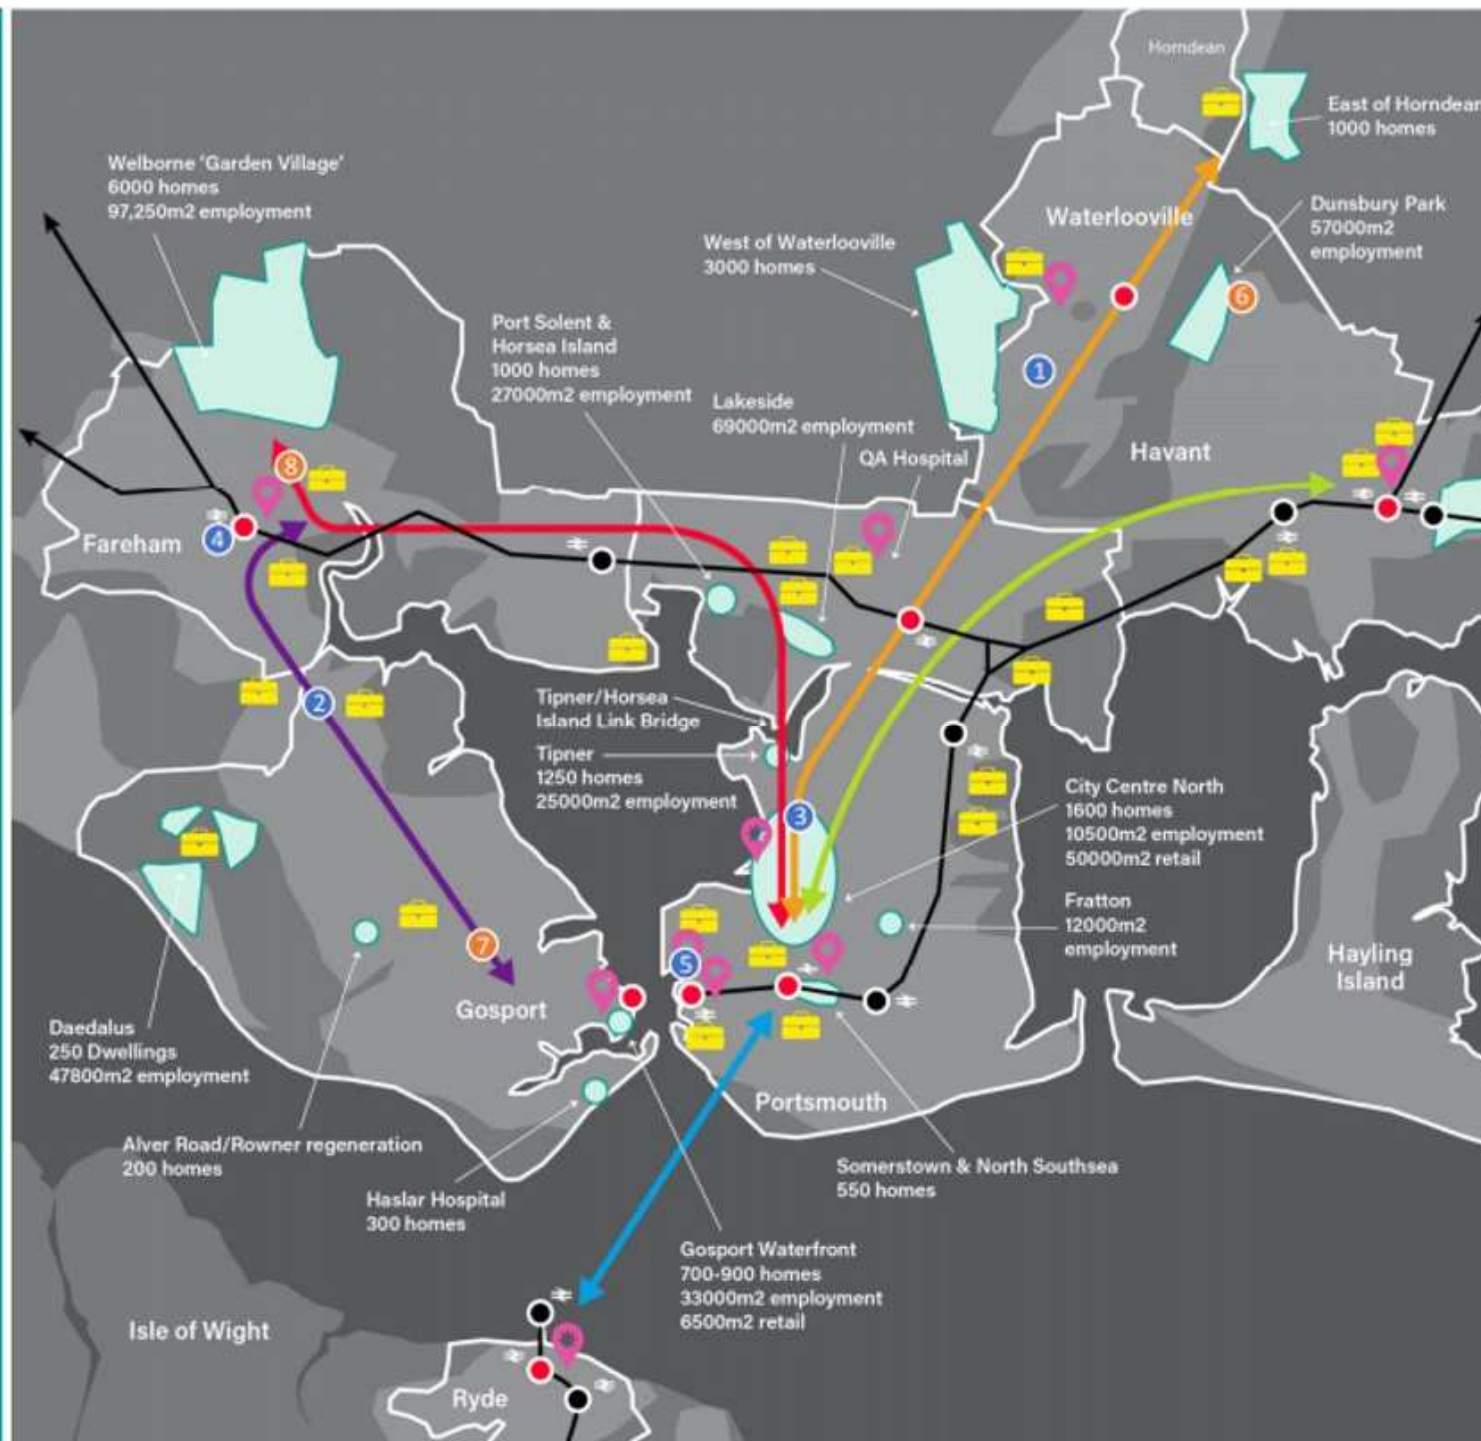 Horndean
East of Horndean
1000 homes
Welborne ‘Garden Village’
6000 homes
97,250m2 employment
Waterlooville
Dunsbury Park
57000m2
employment
6
West of Waterlooville
3000 homes
1
Port Solent &
Horsea Island
1000 homes
27000m2 employment
Lakeside
69000m2 employment
QA Hospital
Havant
8
4
Fareham
2
Tipner/Horsea
Island Link Bridge
Tipner
1250 homes
25000m2 employment
3
City Centre North
1600 homes
10500m2 employment
50000m2 retail
Fratton
12000m2
employment
Hayling
Island
7
5
Gosport
Daedalus
250 Dwellings
47800m2 employment
Portsmouth
Alver Road/Rowner regeneration
200 homes
Haslar Hospital
300 homes
Somerstown & North Southsea
550 homes
Gosport Waterfront
700-900 homes
33000m2 employment
6500m2 retail
Isle of Wight
Ryde